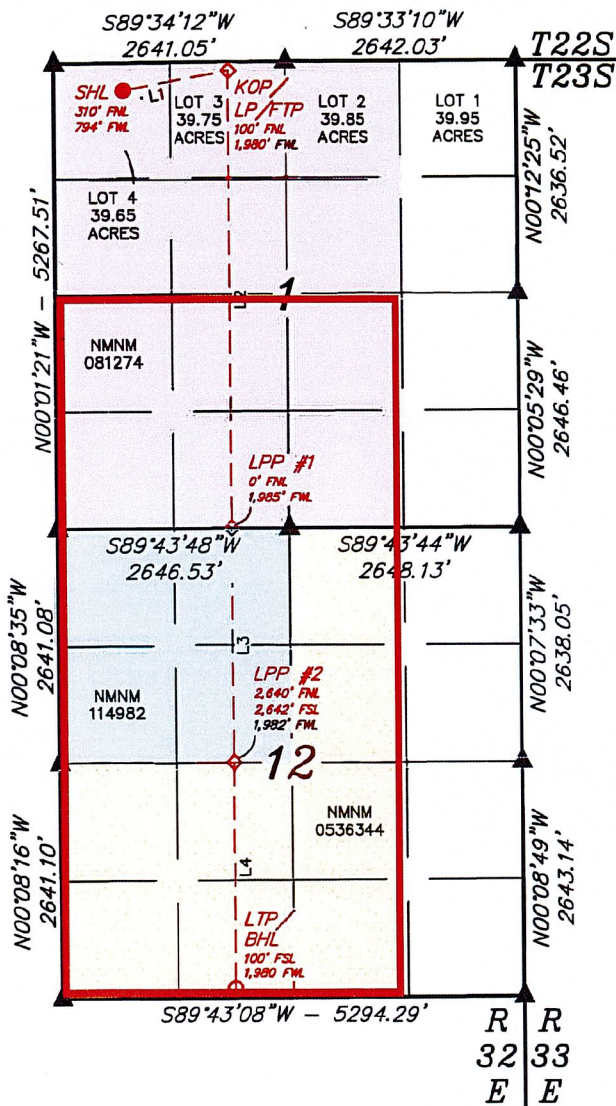 S89°34'12"W
2641.05'
S89°33'10"W
2642.03'
T22S
T23S
SHL
310' FNL
794' FWL
L1
KOP/
LP/FTP
100' FNL
1,980' FWL
LOT 3
39.75
ACRES
LOT 2
39.85
ACRES
LOT 1
39.95
ACRES
LOT 4
39.65
ACRES
N00°12'25"W
2636.52'
N00°01'21"W - 5267.51'
L2
1
NMNM
081274
N00°05'29"W
2646.46'
LPP #1
0' FNL
1,985' FWL
S89°43'48"W
2646.53'
S89°43'44"W
2648.13'
N00°08'35"W
2641.08'
L3
N00°07'33"W
2638.05'
LPP #2
2,640' FNL
2,642' FSL
1,982' FWL
NMNM
114982
12
NMNM
0536344
N00°08'16"W
2641.10'
L4
N00°08'49"W
2643.14'
LTP/
BHL
100' FSL
1,980 FWL
S89°43'08"W - 5294.29'
R R
32 33
E E